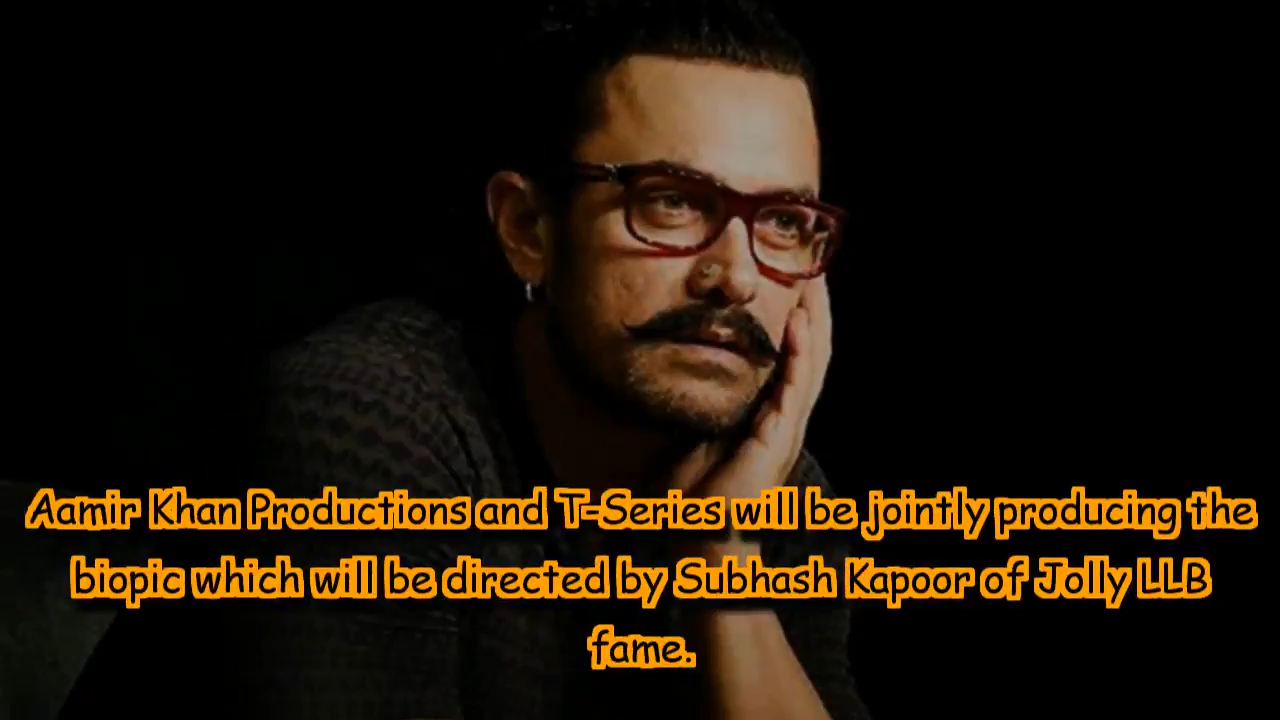 Aamir Khan Productions and T-Series will be jointly producing the
biopic which will be directed by Subhash Kapoor of Jolly LLB
fame.